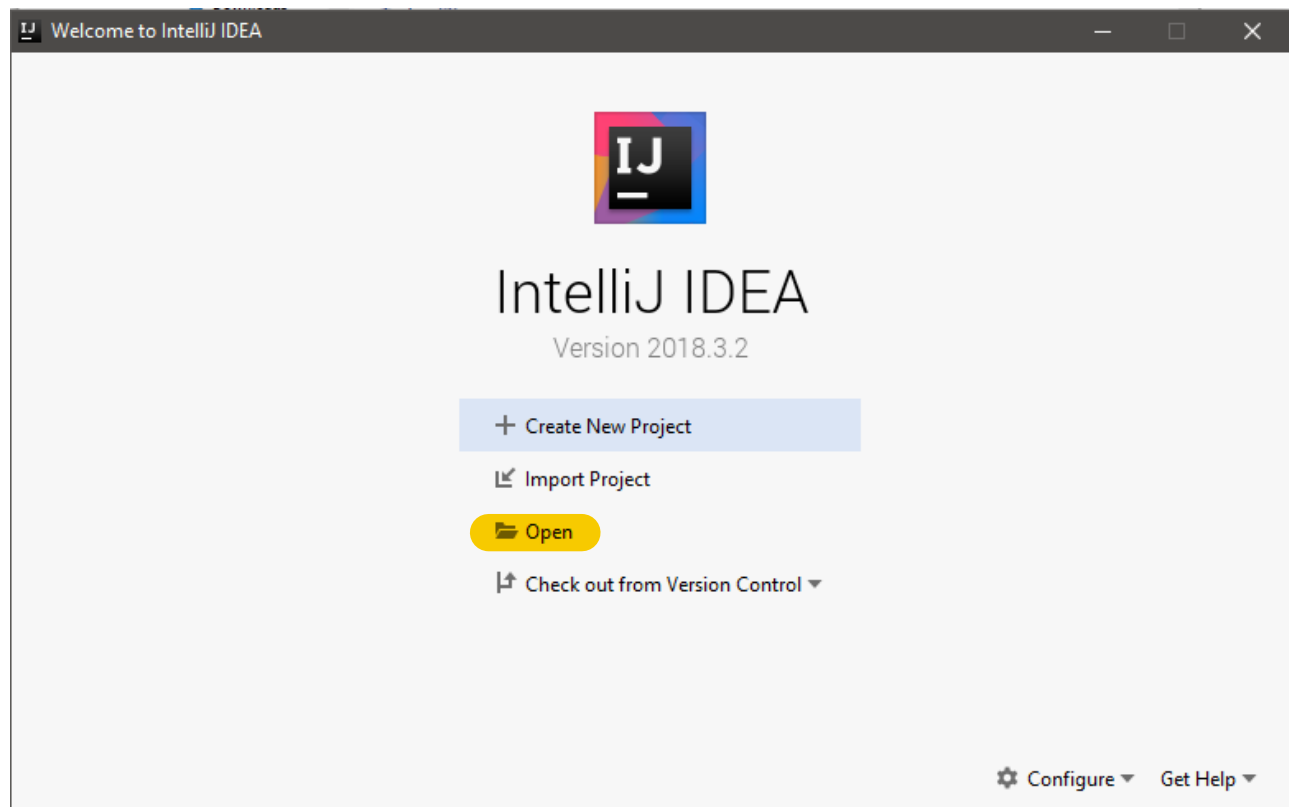 IJ Welcome to IntelliJ IDEA
IJ
IntelliJ IDEA
Version 2018.3.2
Create New Project
Import Project
Open
Check out from Version Control
Configure Get Help